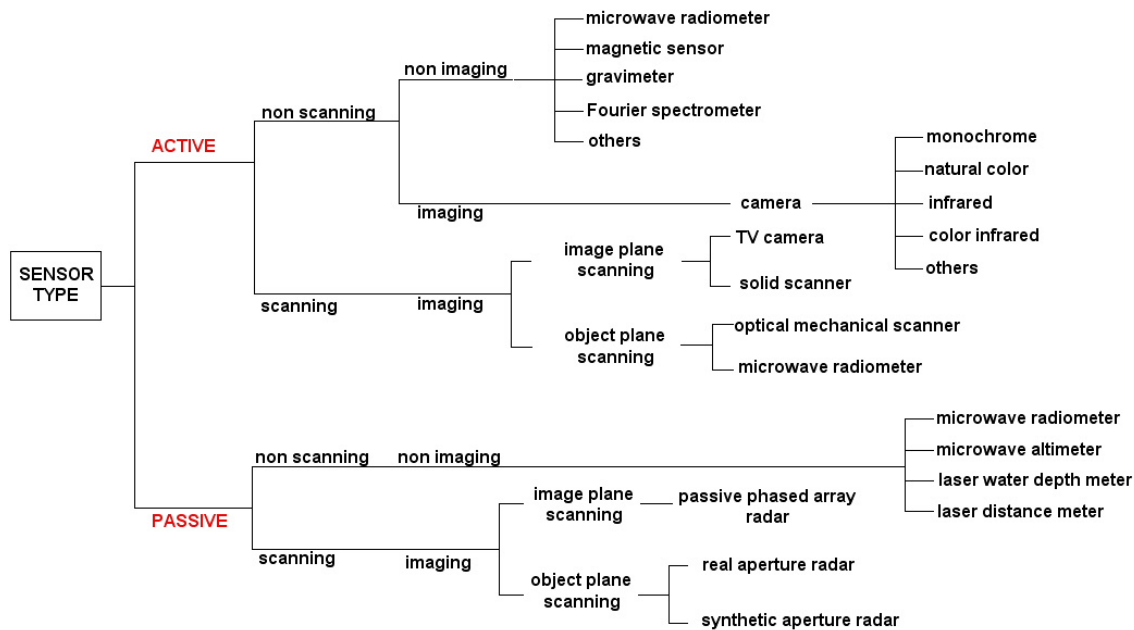 SENSOR
TYPE
ACTIVE
non scanning
non imaging
microwave radiometer
magnetic sensor
gravimeter
Fourier spectrometer
others
imaging
camera
monochrome
natural color
infrared
color infrared
others
scanning
imaging
image plane
scanning
TV camera
solid scanner
object plane
scanning
optical mechanical scanner
microwave radiometer
PASSIVE
non scanning
non imaging
microwave radiometer
microwave altimeter
laser water depth meter
laser distance meter
scanning
imaging
image plane
scanning
passive phased array
radar
object plane
scanning
real aperture radar
synthetic aperture radar